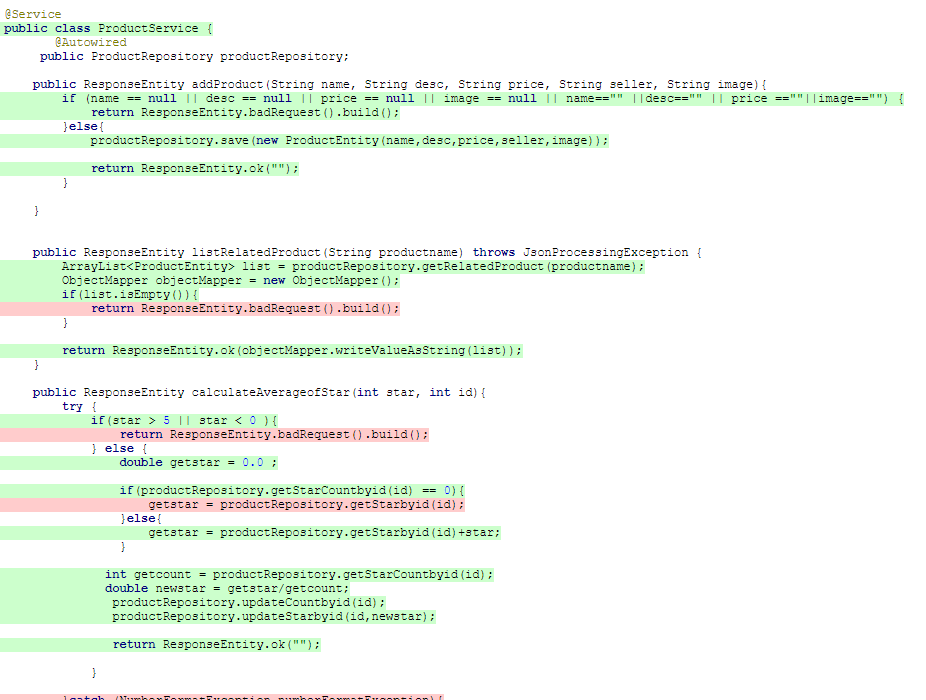 @Service
public class ProductService {
@Autowired
public ProductRepository productRepository;
public ResponseEntity addProduct(String name, String desc, String price, String seller, String image){
if (name == null || desc == null || price == null || image == null || name=="" ||desc=="" || price ==""||image=="") {
return ResponseEntity.badRequest().build();
}else{
productRepository.save(new ProductEntity(name,desc,price,seller,image));
return ResponseEntity.ok("");
}
}
public ResponseEntity listRelatedProduct(String productname) throws JsonProcessingException {
ArrayList<ProductEntity> list = productRepository.getRelatedProduct(productname);
ObjectMapper objectMapper = new ObjectMapper();
if(list.isEmpty()){
return ResponseEntity.badRequest().build();
}
return ResponseEntity.ok(objectMapper.writeValueAsString(list));
}
public ResponseEntity calculateAverageofStar(int star, int id){
try {
if(star > 5 || star < 0 ){
return ResponseEntity.badRequest().build();
} else {
double getstar = 0.0 ;
if(productRepository.getStarCountbyid(id) == 0){
getstar = productRepository.getStarbyid(id);
}else{
getstar = productRepository.getStarbyid(id)+star;
}
int getcount = productRepository.getStarCountbyid(id);
double newstar = getstar/getcount;
productRepository.updateCountbyid(id);
productRepository.updateStarbyid(id,newstar);
return ResponseEntity.ok("");
}
}catch (NumberFormatException numberFormatException){